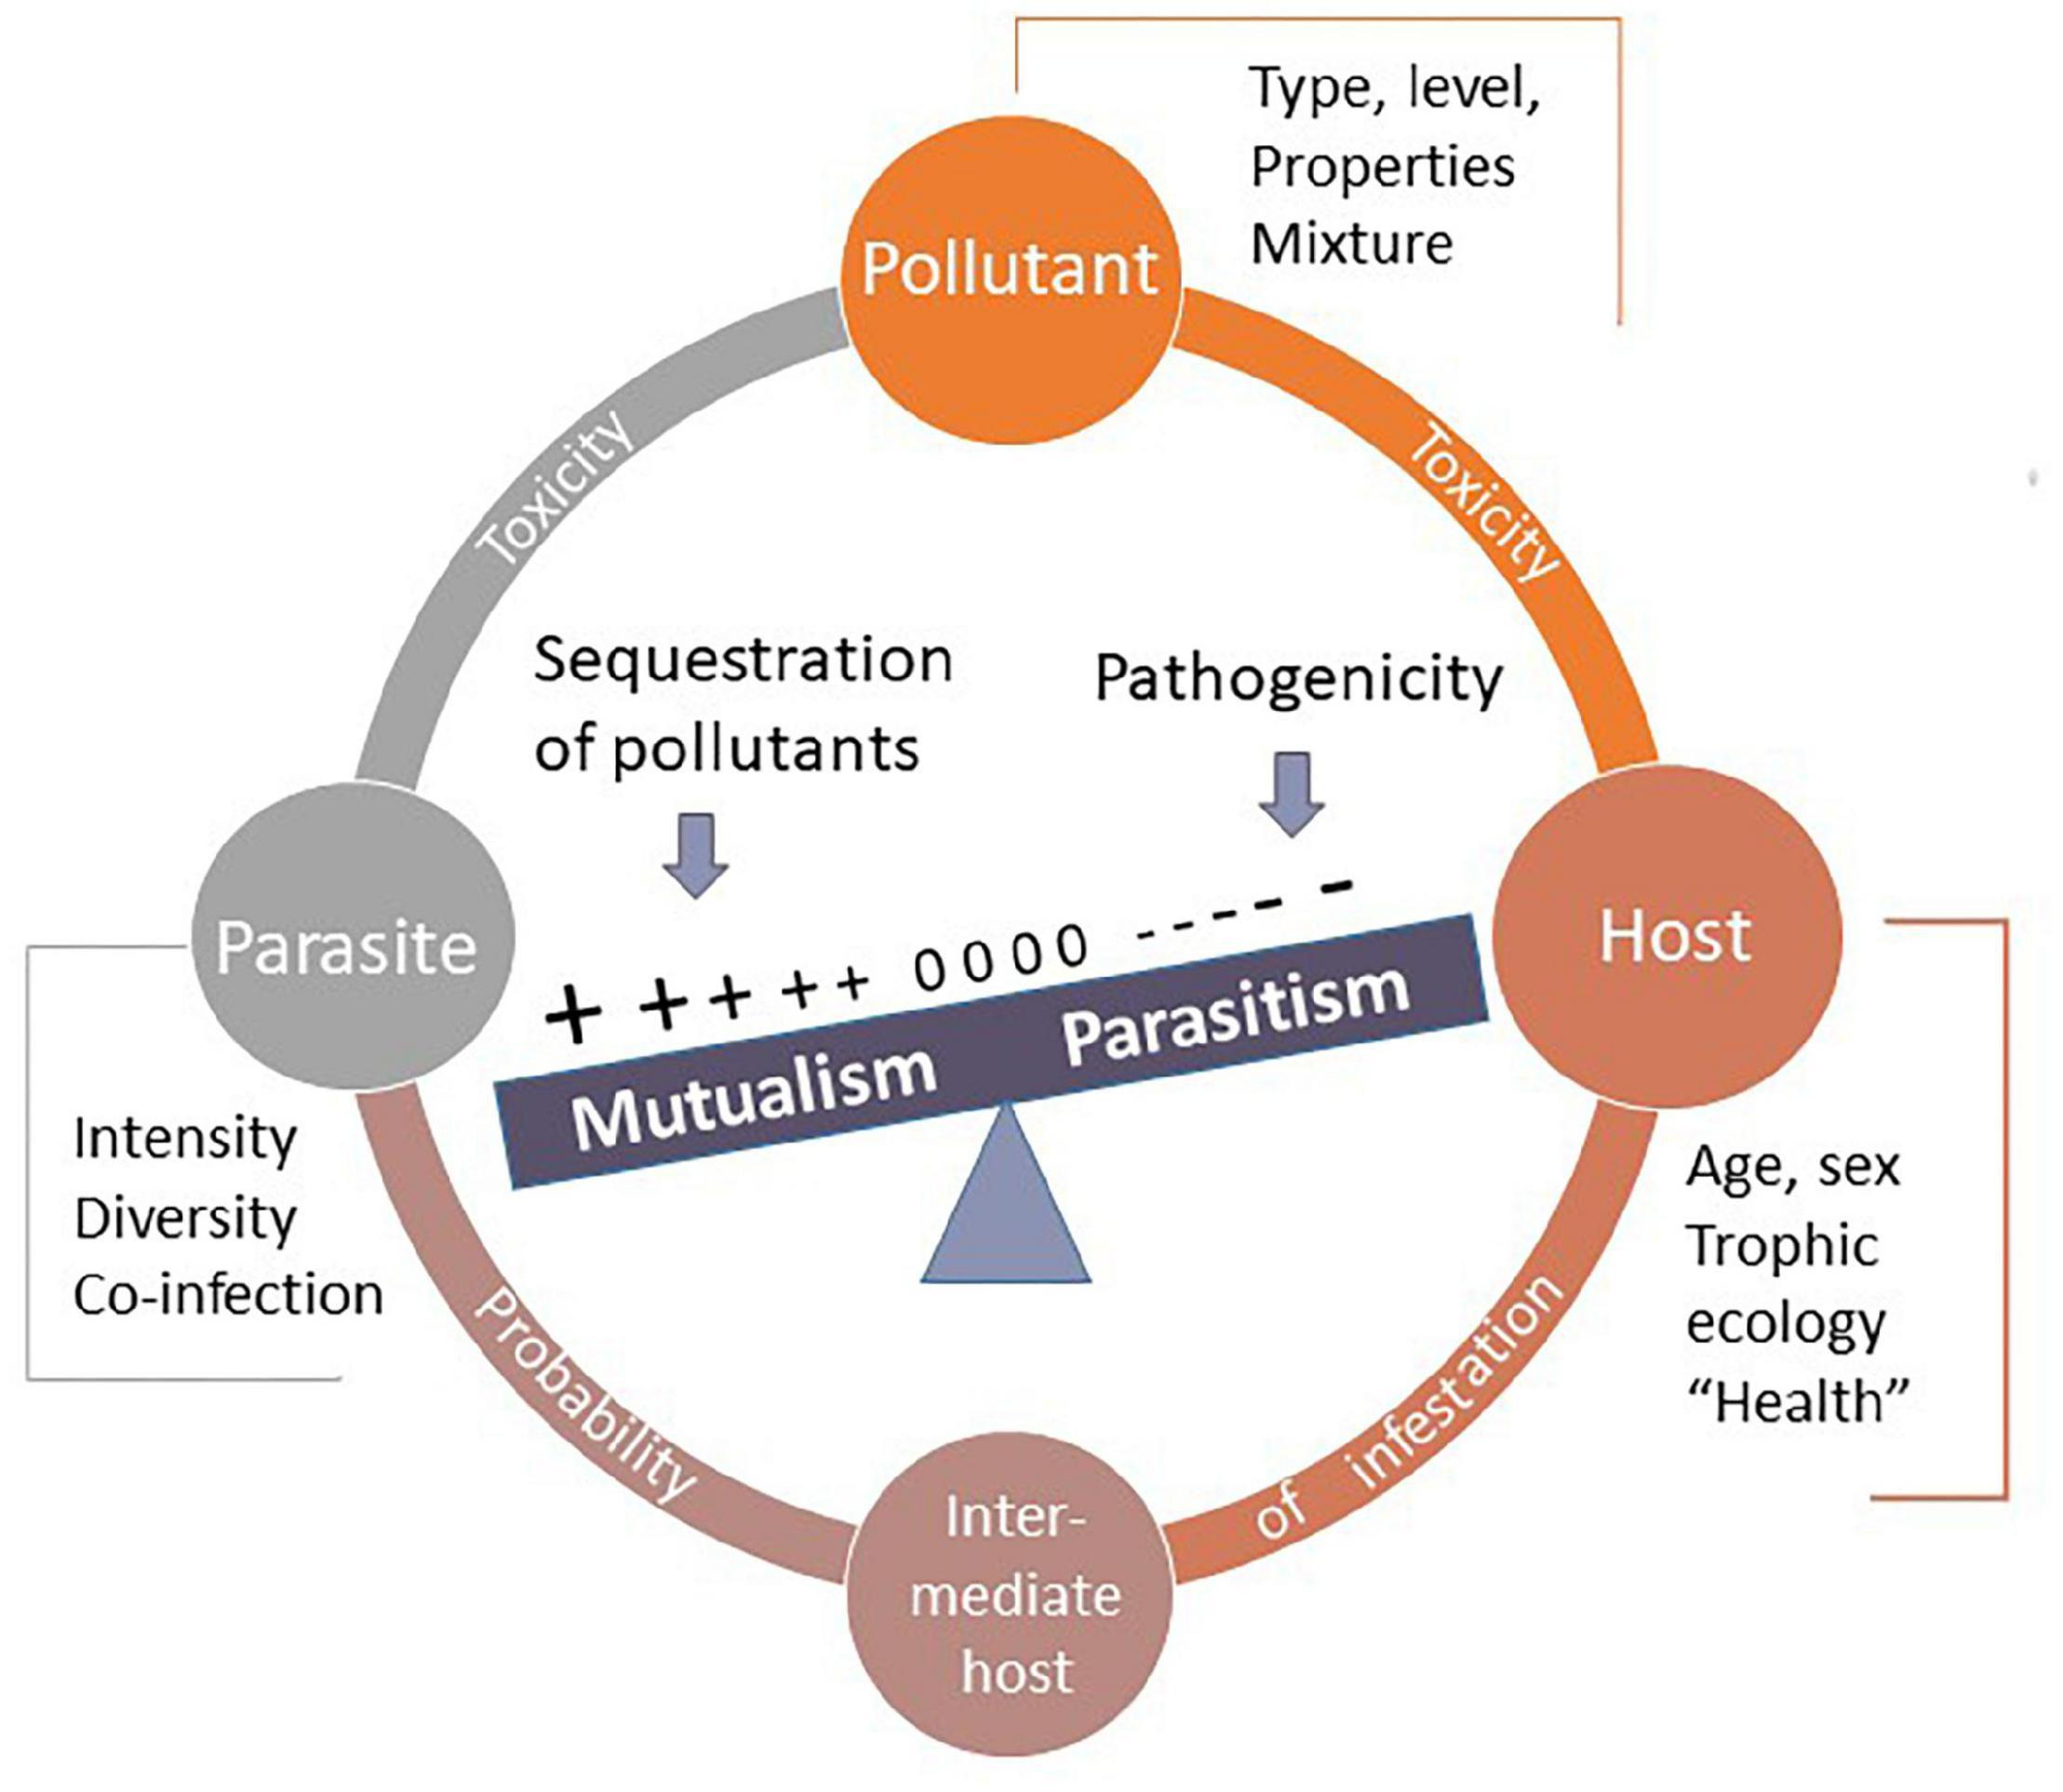 Type, level,
Properties
Mixture
Pollutant
Toxicity
Toxicity
Sequestration
of pollutants
Pathogenicity
Parasite
Host
+ + + + + 0 0 0 0 - - - - -
Mutualism Parasitism
Intensity
Diversity
Co-infection
Age, sex
Trophic
ecology
“Health”
Probability
of infestation
Inter-
mediate
host